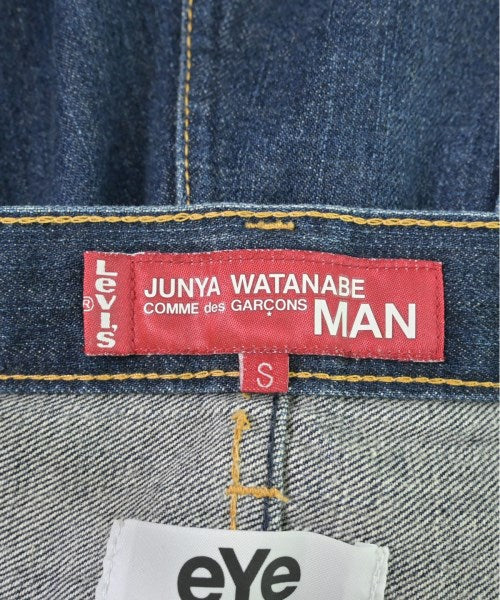 LEVI'S
®
JUNYA WATANABE
COMME des GARÇONS
MAN
S
eYe